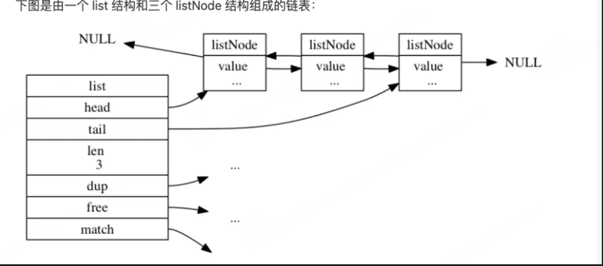 下图是由一个 list 结构和三个 listNode 结构组成的链表：
NULL
listNode
listNode
listNode
value
value
value
...
...
...
NULL
list
head
tail
len
3
dup
free
match
...
...